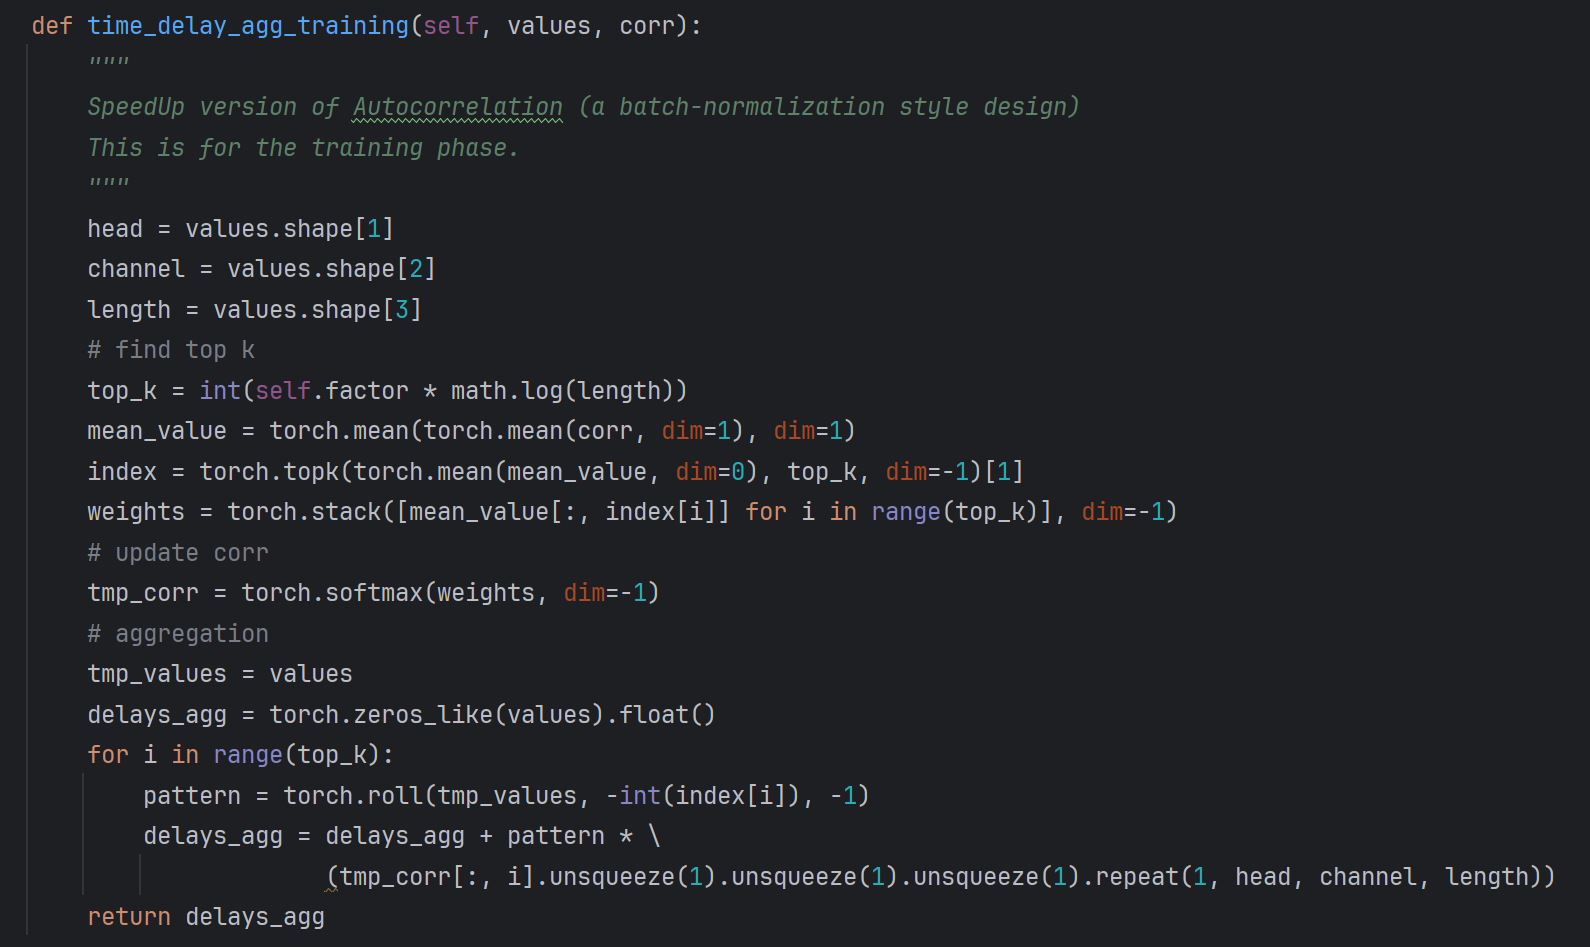 def time_delay_agg_training(self, values, corr):
    """
    SpeedUp version of Autocorrelation (a batch-normalization style design)
    This is for the training phase.
    """
    head = values.shape[1]
    channel = values.shape[2]
    length = values.shape[3]
    # find top k
    top_k = int(self.factor * math.log(length))
    mean_value = torch.mean(torch.mean(corr, dim=1), dim=1)
    index = torch.topk(torch.mean(mean_value, dim=0), top_k, dim=-1)[1]
    weights = torch.stack([mean_value[:, index[i]] for i in range(top_k)], dim=-1)
    # update corr
    tmp_corr = torch.softmax(weights, dim=-1)
    # aggregation
    tmp_values = values
    delays_agg = torch.zeros_like(values).float()
    for i in range(top_k):
        pattern = torch.roll(tmp_values, -int(index[i]), -1)
        delays_agg = delays_agg + pattern * \
                     (tmp_corr[:, i].unsqueeze(1).unsqueeze(1).unsqueeze(1).repeat(1, head, channel, length))
    return delays_agg